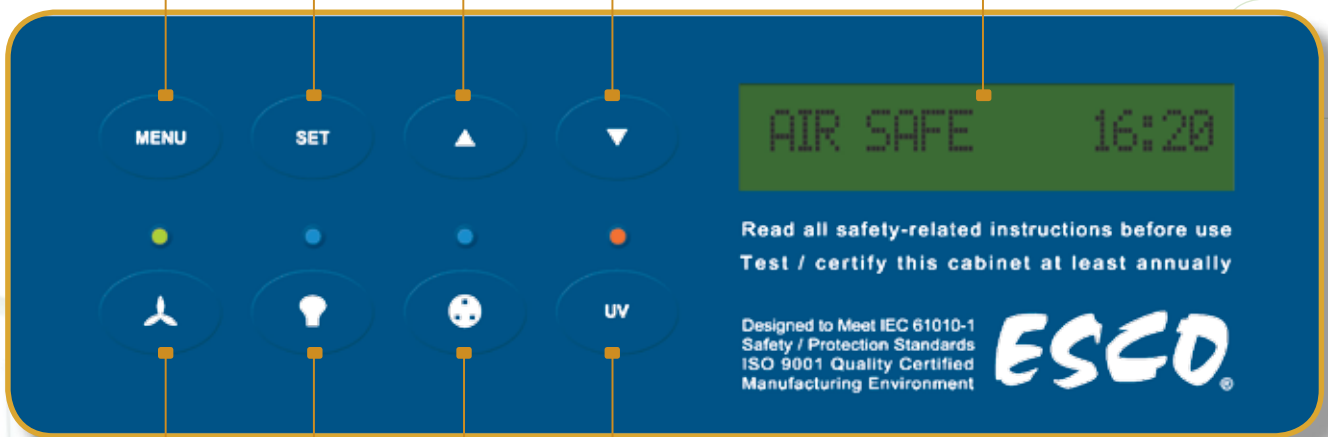 MENU SET
AIR SAFE 16:20
Read all safety-related instructions before use
Test / certify this cabinet at least annually
UV
Designed to Meet IEC 61010-1
Safety / Protection Standards
ISO 9001 Quality Certified
Manufacturing Environment
ESCO®